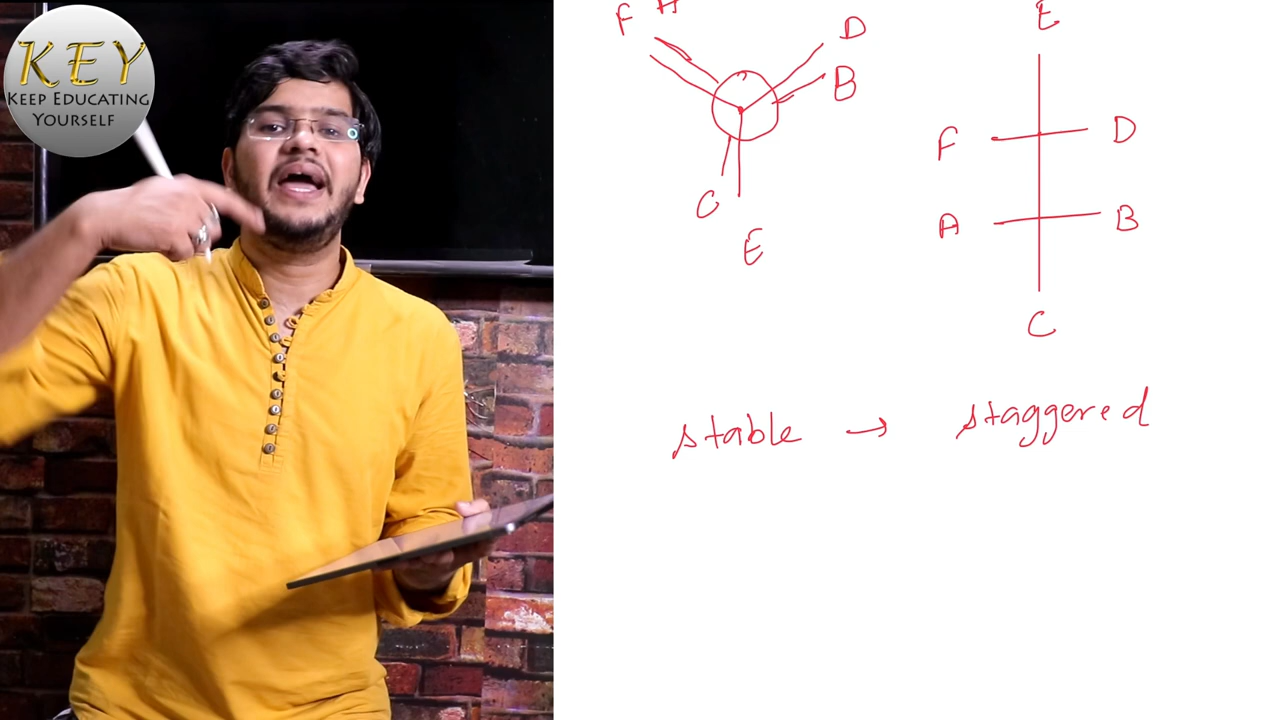 KEY
KEEP EDUCATING
YOURSELF
F
D
B
C
E
E
F D
A B
C
stable → staggered